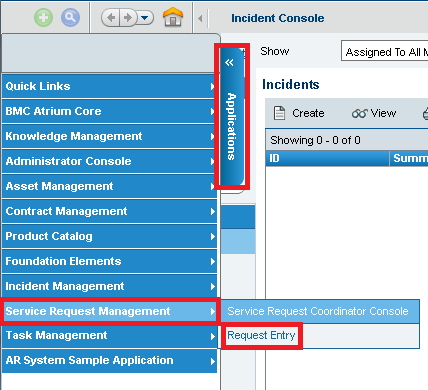 Incident Console
Show
Assigned To All M
Applications
Incidents
Create
View
Showing 0 - 0 of 0
ID
Summ
Quick Links
BMC Atrium Core
Knowledge Management
Administrator Console
Asset Management
Contract Management
Product Catalog
Foundation Elements
Incident Management
Service Request Management
Service Request Coordinator Console
Task Management
Request Entry
AR System Sample Application